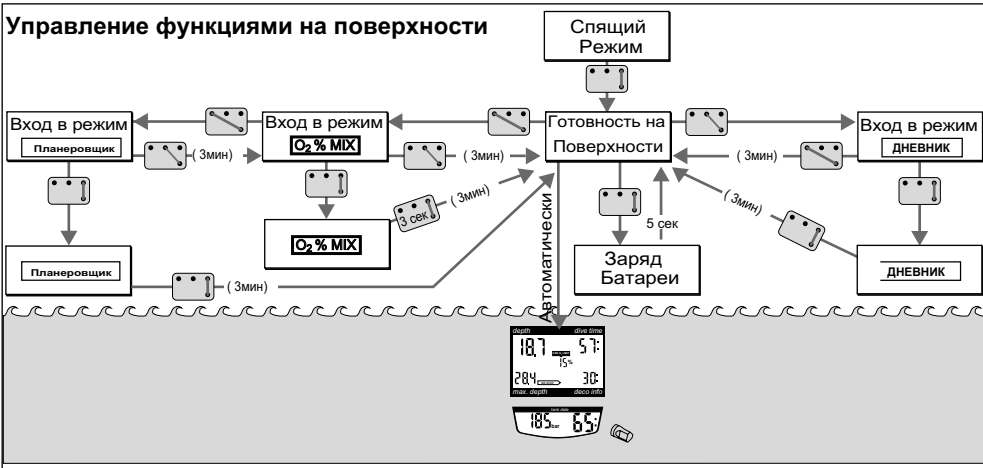 Управление функциями на поверхности
Спящий
Режим
Вход в режим
Планеровщик
( 3мин)
Вход в режим
O₂ % MIX
( 3мин)
Готовность на
Поверхности
( 3мин)
Вход в режим
ДНЕВНИК
3 сек
( 3мин)
O₂ % MIX
Автоматически
5 сек
Заряд
Батареи
( 3мин)
ДНЕВНИК
Планеровщик
( 3мин)
depth
dive time
18.7
57:
15%
28.4
30:
max. depth
deco info
tank data
185 bar
65: